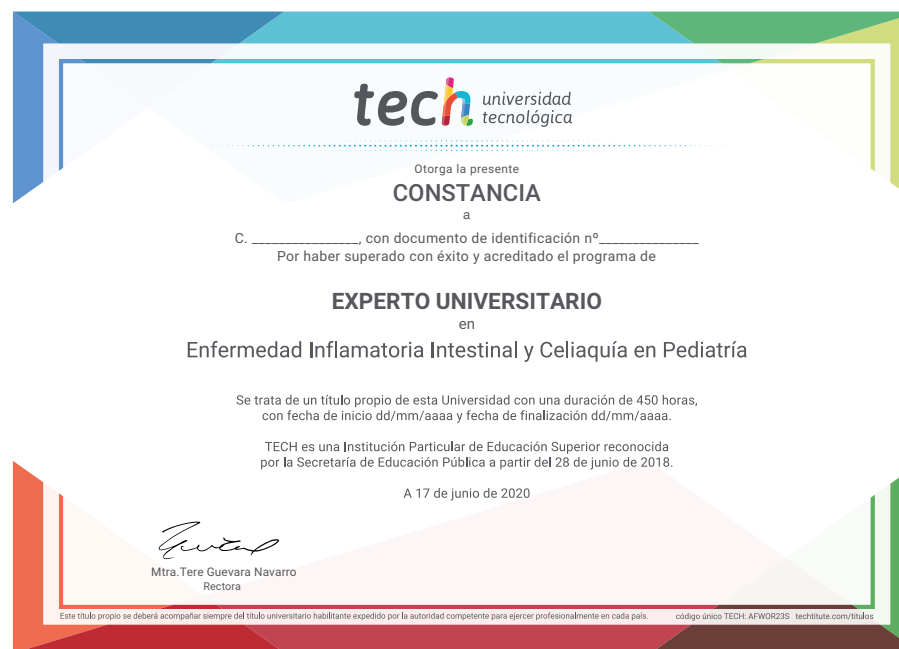 tech universidad
tecnológica
Otorga la presente
CONSTANCIA
a
C. ________________, con documento de identificación nº_______________
Por haber superado con éxito y acreditado el programa de
EXPERTO UNIVERSITARIO
en
Enfermedad Inflamatoria Intestinal y Celiaquía en Pediatría
Se trata de un título propio de esta Universidad con una duración de 450 horas,
con fecha de inicio dd/mm/aaaa y fecha de finalización dd/mm/aaaa.
TECH es una Institución Particular de Educación Superior reconocida
por la Secretaría de Educación Pública a partir del 28 de junio de 2018.
A 17 de junio de 2020
Mtra.Tere Guevara Navarro
Rectora
Este título propio se deberá acompañar siempre del título universitario habilitante expedido por la autoridad competente para ejercer profesionalmente en cada país. código único TECH: AFWOR23S techtitute.com/titulos